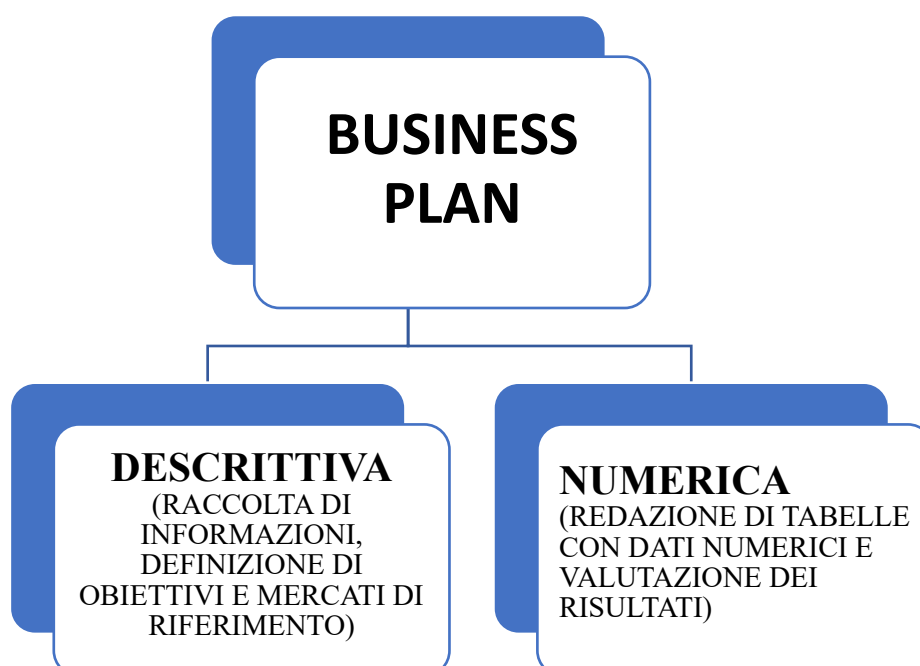 BUSINESS
PLAN
DESCRITTIVA
(RACCOLTA DI
INFORMAZIONI,
DEFINIZIONE DI
OBIETTIVI E MERCATI DI
RIFERIMENTO)
NUMERICA
(REDAZIONE DI TABELLE
CON DATI NUMERICI E
VALUTAZIONE DEI
RISULTATI)